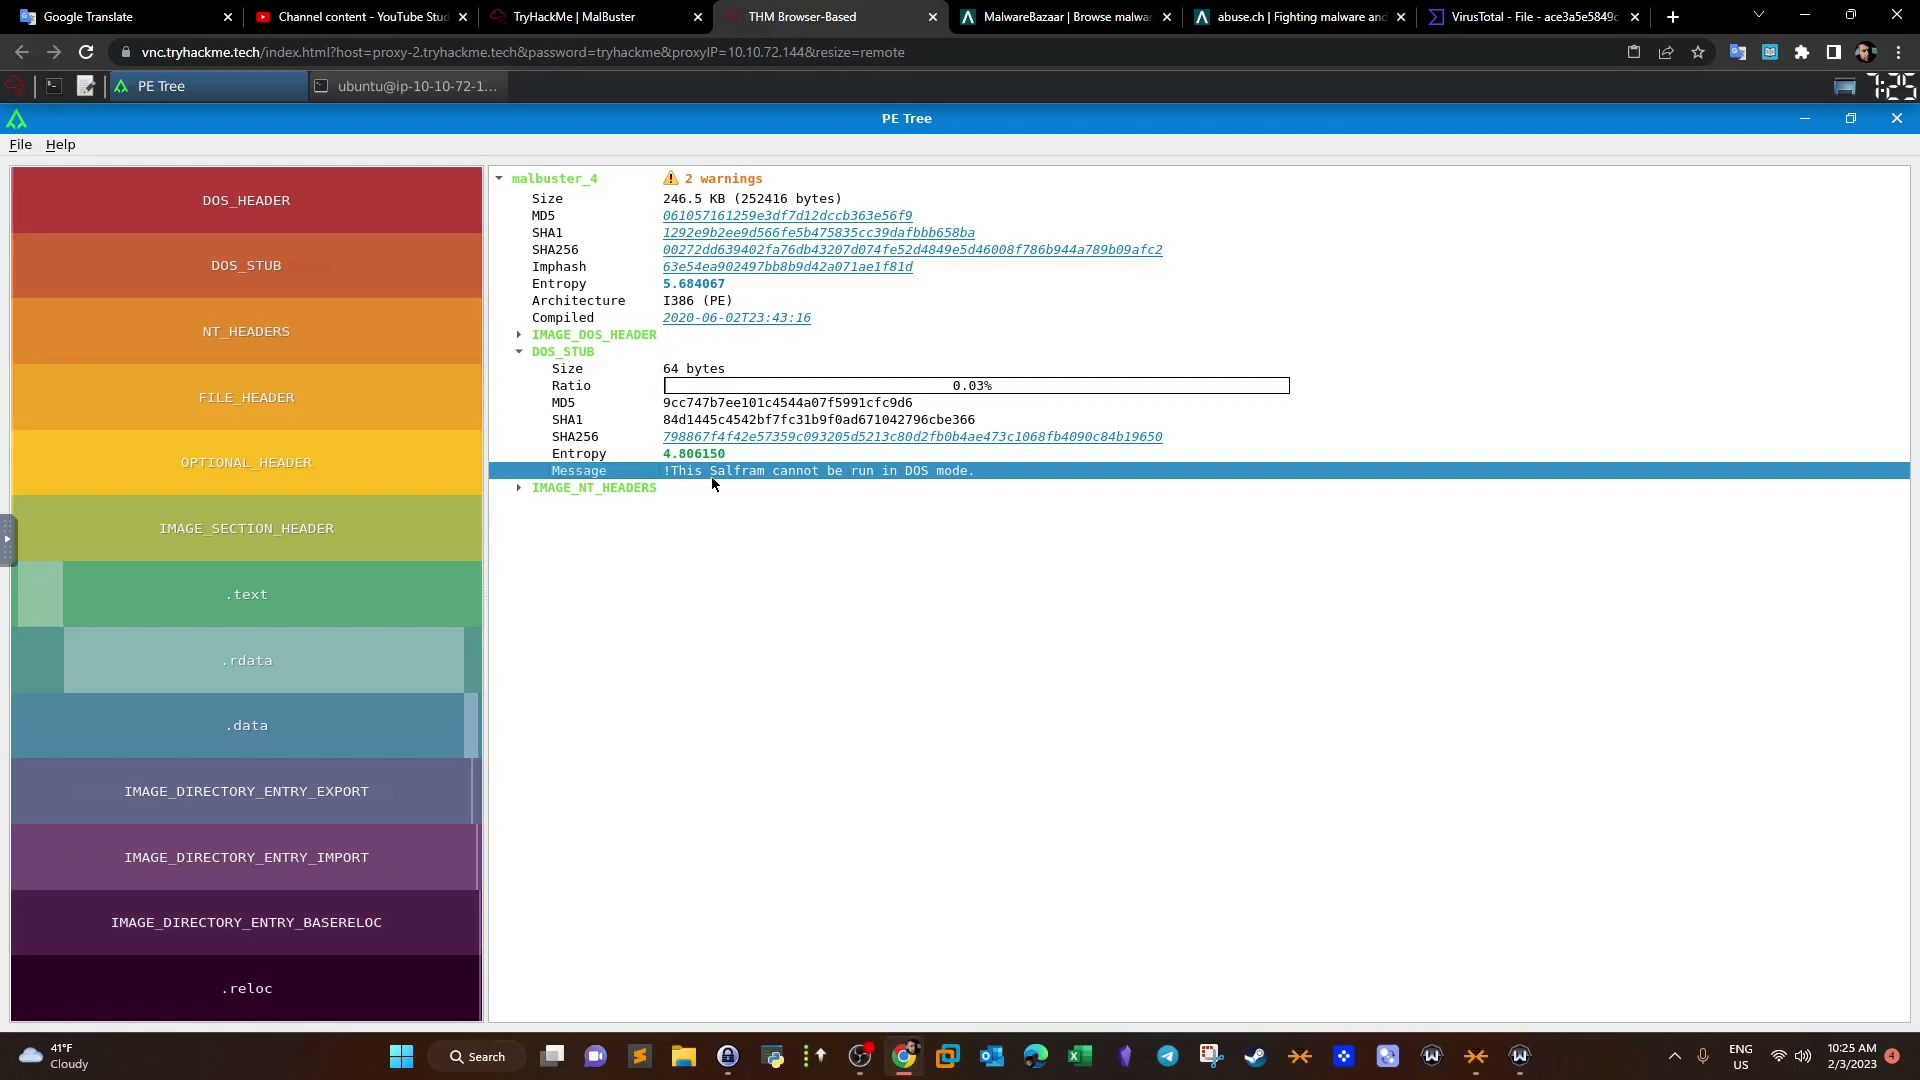 Google Translate
Channel content - YouTube Stud
TryHackMe | MalBuster
THM Browser-Based
MalwareBazaar | Browse malwar
abuse.ch | Fighting malware and
VirusTotal - File - ace3a5e5849c
vnc.tryhackme.tech/index.html?host=proxy-2.tryhackme.tech&password=tryhackme&proxyIP=10.10.72.144&resize=remote
PE Tree
ubuntu@ip-10-10-72-1...
1:25
PE Tree
File Help
DOS_HEADER
DOS_STUB
NT_HEADERS
FILE_HEADER
OPTIONAL_HEADER
IMAGE_SECTION_HEADER
.text
.rdata
.data
IMAGE_DIRECTORY_ENTRY_EXPORT
IMAGE_DIRECTORY_ENTRY_IMPORT
IMAGE_DIRECTORY_ENTRY_BASERELOC
.reloc
malbuster_4 2 warnings
Size 246.5 KB (252416 bytes)
MD5 061057161259e3df7d12dccb363e56f9
SHA1 1292e9b2ee9d566fe5b475835cc39dafbbb658ba
SHA256 00272dd639402fa76db43207d074fe52d4849e5d46008f786b944a789b09afc2
Imphash 63e54ea902497bb8b9d42a071ae1f81d
Entropy 5.684067
Architecture I386 (PE)
Compiled 2020-06-02T23:43:16
IMAGE_DOS_HEADER
DOS_STUB
Size 64 bytes
Ratio 0.03%
MD5 9cc747b7ee101c4544a07f5991cfc9d6
SHA1 84d1445c4542bf7fc31b9f0ad671042796cbe366
SHA256 798867f4f42e57359c093205d5213c80d2fb0b4ae473c1068fb4090c84b19650
Entropy 4.806150
Message !This Salfram cannot be run in DOS mode.
IMAGE_NT_HEADERS
41°F
Cloudy
Search
ENG
US
10:25 AM
2/3/2023
4